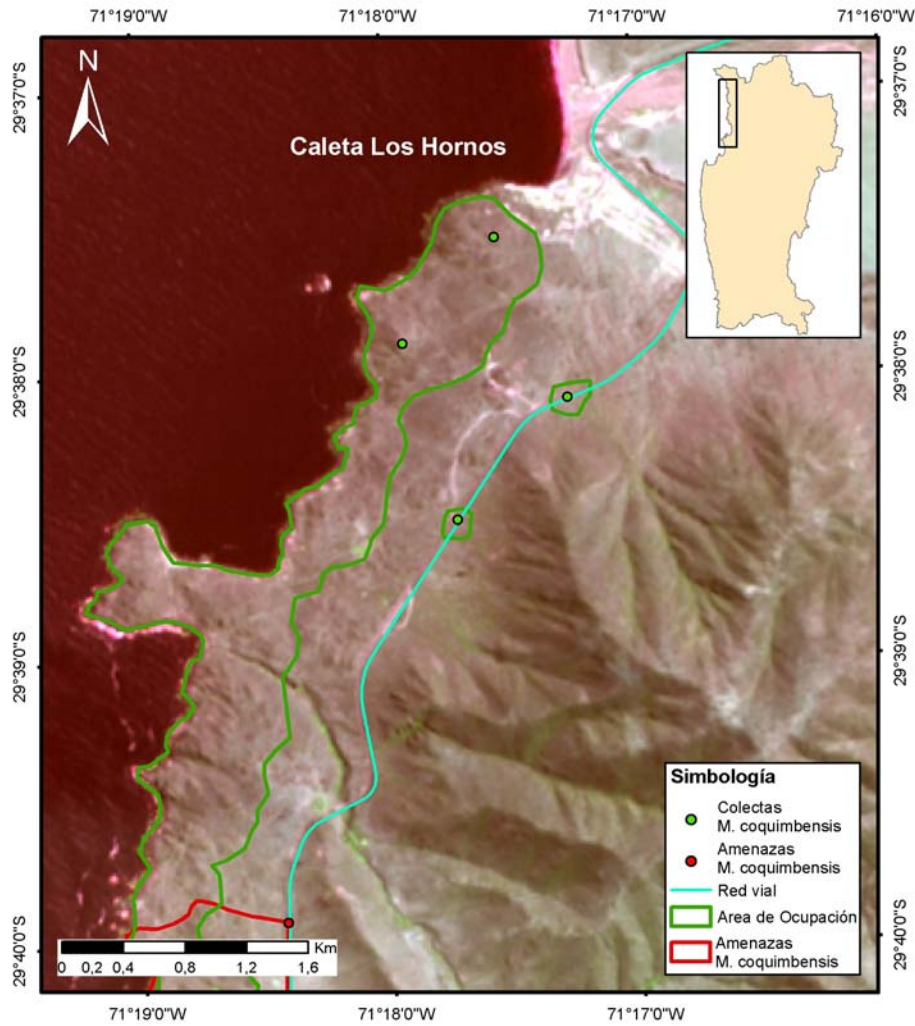 71°19'0"W 71°18'0"W 71°17'0"W 71°16'0"W
N
Caleta Los Hornos
29°37'0"S
29°38'0"S
29°39'0"S
29°40'0"S
29°37'0"S
29°38'0"S
29°39'0"S
29°40'0"S
Simbología
Colectas
M. coquimbensis
Amenazas
M. coquimbensis
Red vial
Area de Ocupación
Amenazas
M. coquimbensis
Km
0 0,2 0,4 0,8 1,2 1,6
71°19'0"W 71°18'0"W 71°17'0"W